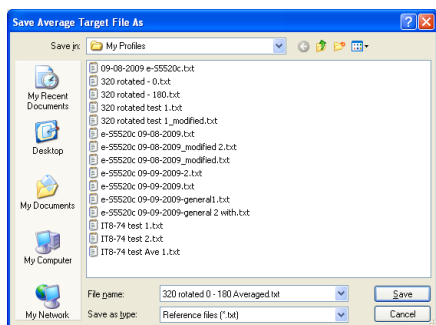 Save Average Target File As
Save in: My Profiles
09-08-2009 e-S5520c.txt
320 rotated - 0.txt
320 rotated - 180.txt
320 rotated test 1.txt
320 rotated test 1_modified.txt
e-S5520c 09-08-2009.txt
e-S5520c 09-08-2009_modified 2.txt
e-S5520c 09-08-2009_modified.txt
e-S5520c 09-09-2009-2.txt
e-S5520c 09-09-2009.txt
e-S5520c 09-09-2009-general1.txt
e-S5520c 09-09-2009-general 2 with.txt
IT8-74 test 1.txt
IT8-74 test 2.txt
IT8-74 test Ave 1.txt
My Recent
Documents
Desktop
My Documents
My Computer
My Network
File name: 320 rotated 0 - 180 Averaged.txt Save
Save as type: Reference files (*.txt) Cancel